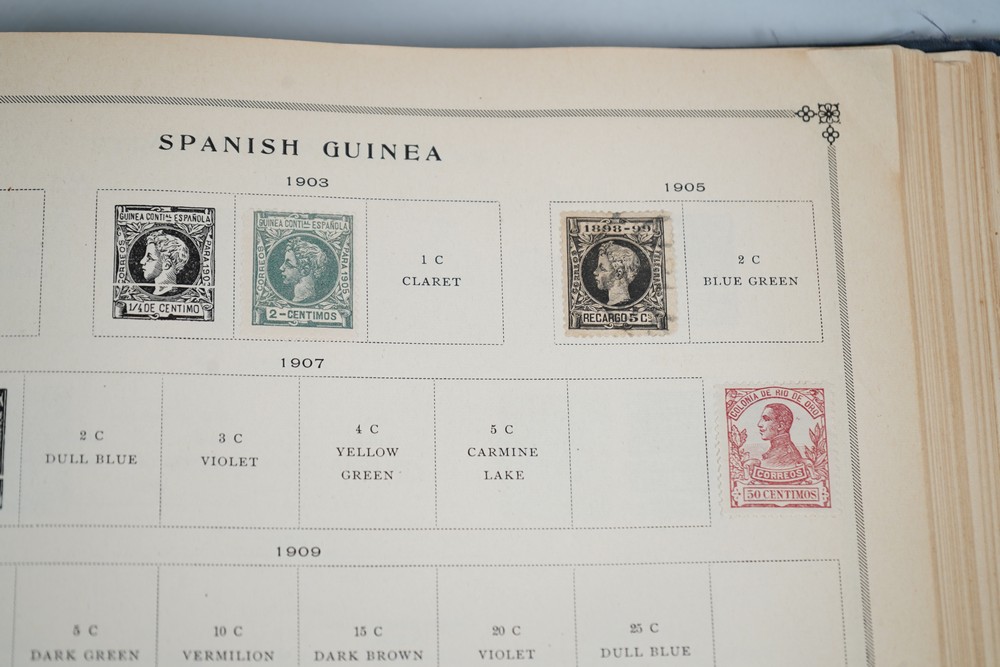 SPANISH GUINEA
1903
1905
GUINEA CONTIAL ESPAÑOLA
CORREOS
PARA 1903
1/4 DE CENTIMO
GUINEA CONTIAL ESPAÑOLA
CORREOS
PARA 1905
2-CENTIMOS
1 C
CLARET
1898-99
RECARGO 5 CS
2 C
BLUE GREEN
1907
2 C
DULL BLUE
3 C
VIOLET
4 C
YELLOW
GREEN
5 C
CARMINE
LAKE
COLONIA DE RIO DE ORO
CORREOS
50 CENTIMOS
1909
5 C
DARK GREEN
10 C
VERMILION
15 C
DARK BROWN
20 C
VIOLET
25 C
DULL BLUE